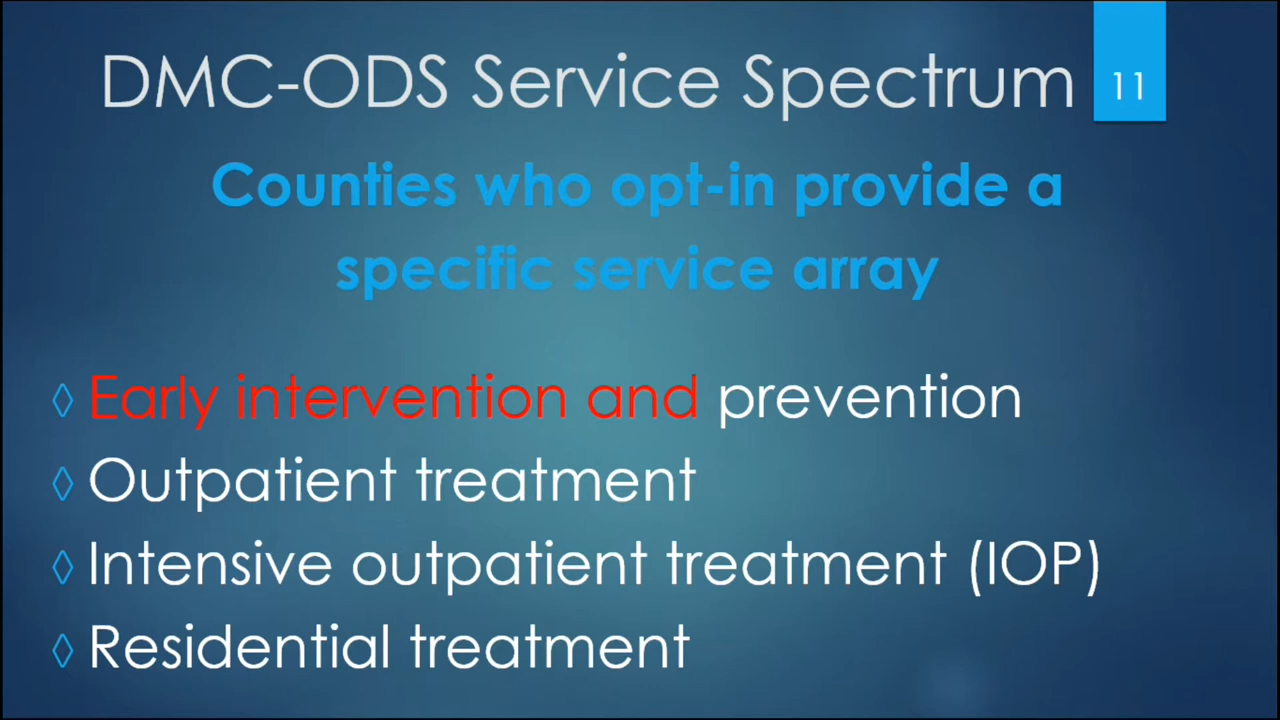 DMC-ODS Service Spectrum
11
Counties who opt-in provide a
specific service array
◊ Early intervention and prevention
◊ Outpatient treatment
◊ Intensive outpatient treatment (IOP)
◊ Residential treatment